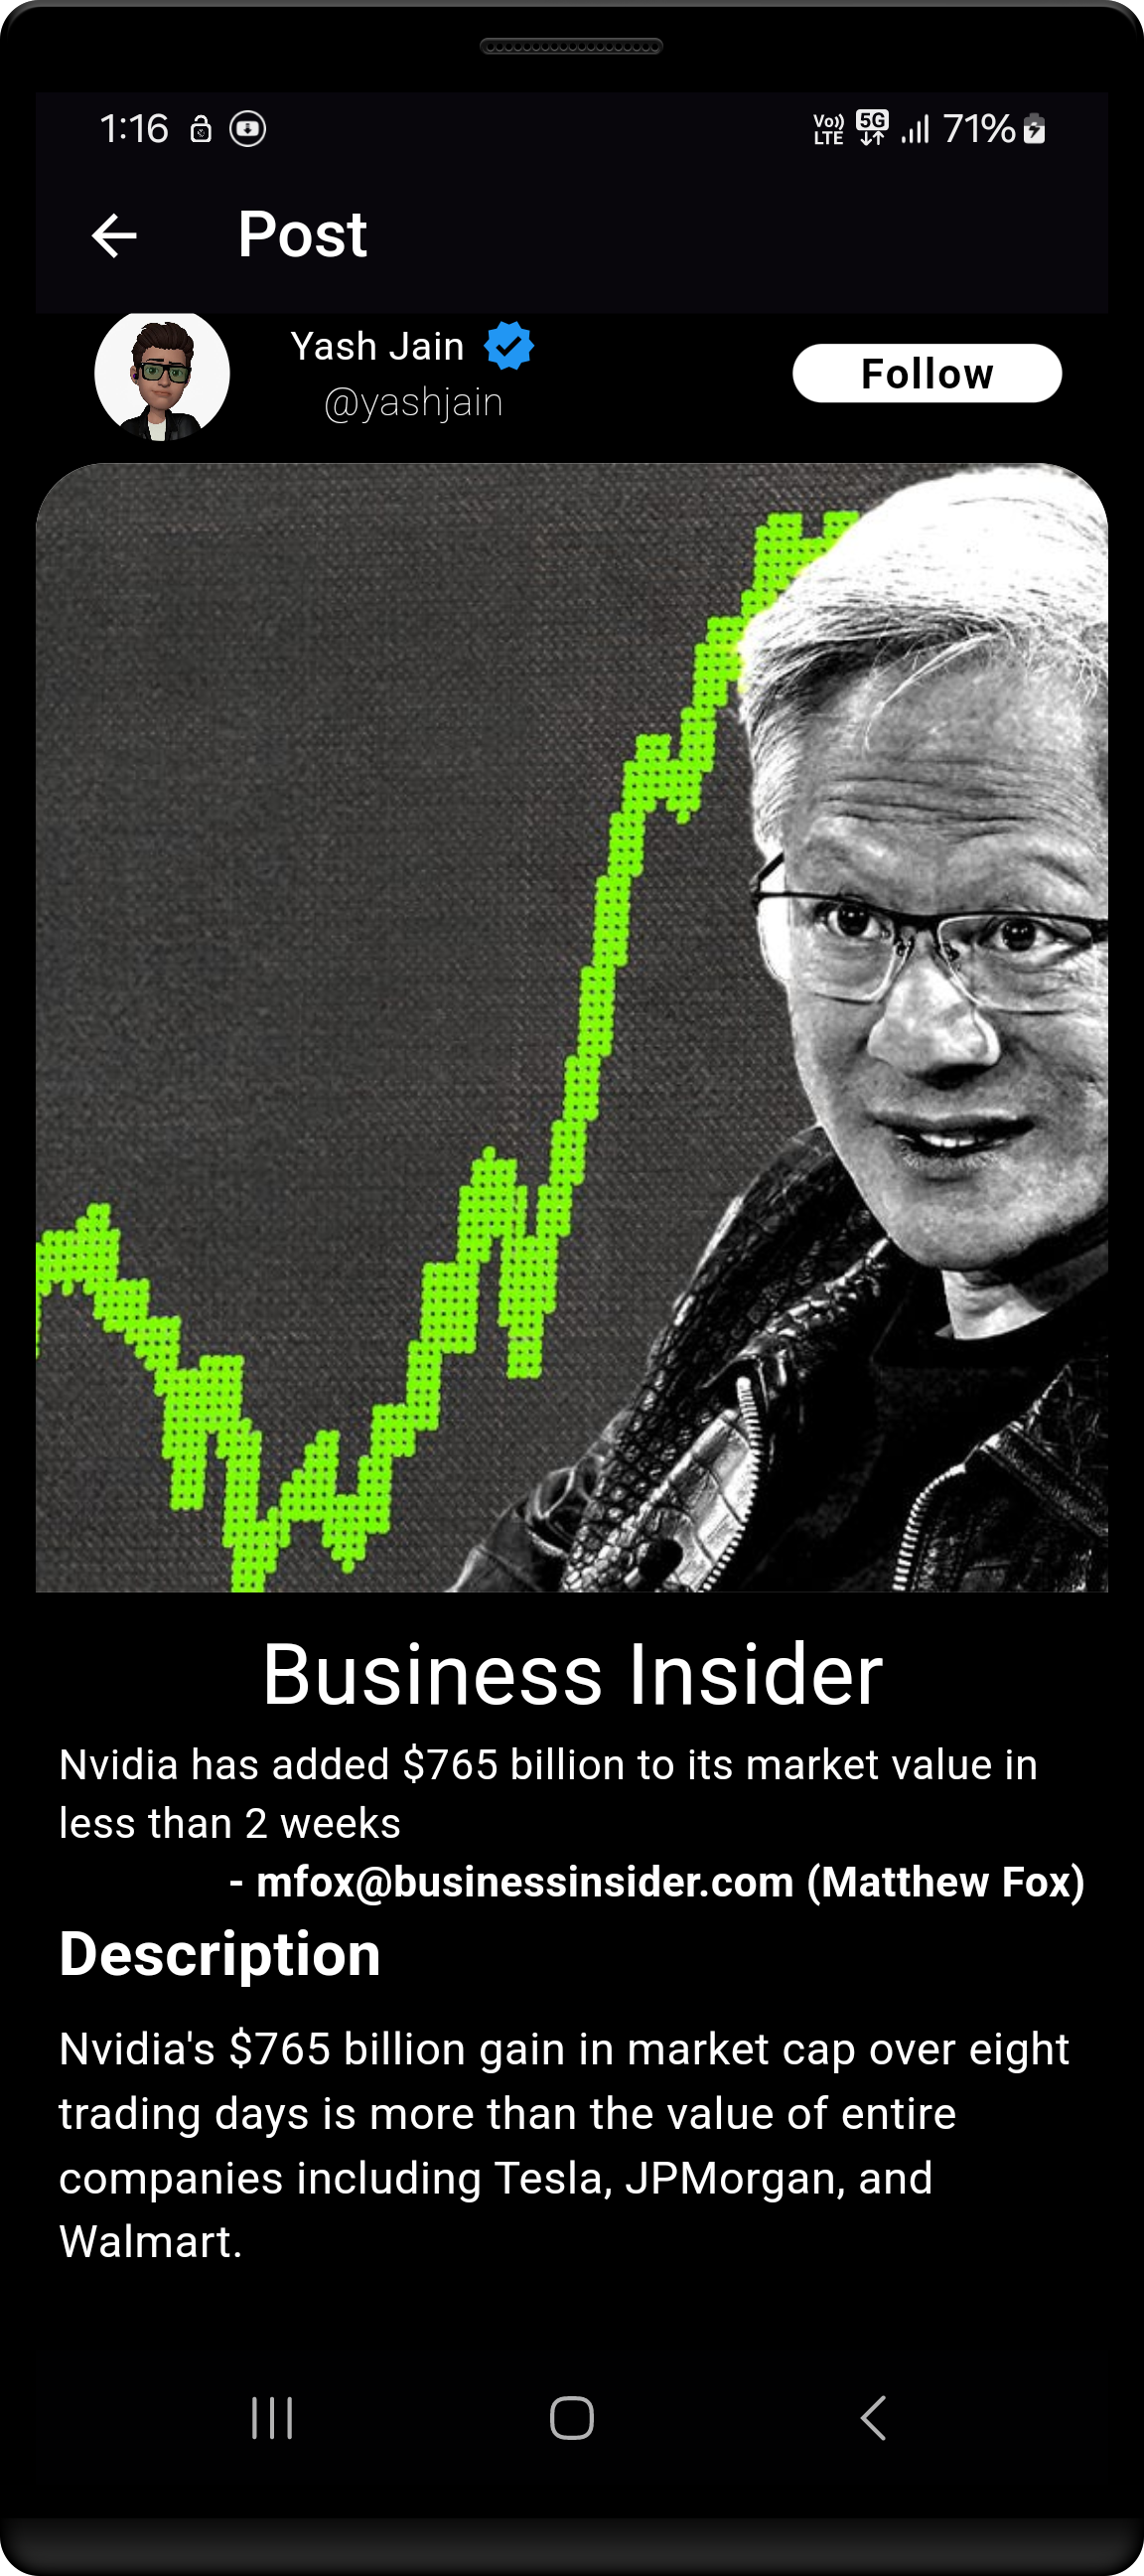 1:16 Vo)) LTE 5G 71%
Post
Yash Jain
@yashjain
Follow
Business Insider
Nvidia has added $765 billion to its market value in
less than 2 weeks
- mfox@businessinsider.com (Matthew Fox)
Description
Nvidia's $765 billion gain in market cap over eight
trading days is more than the value of entire
companies including Tesla, JPMorgan, and
Walmart.